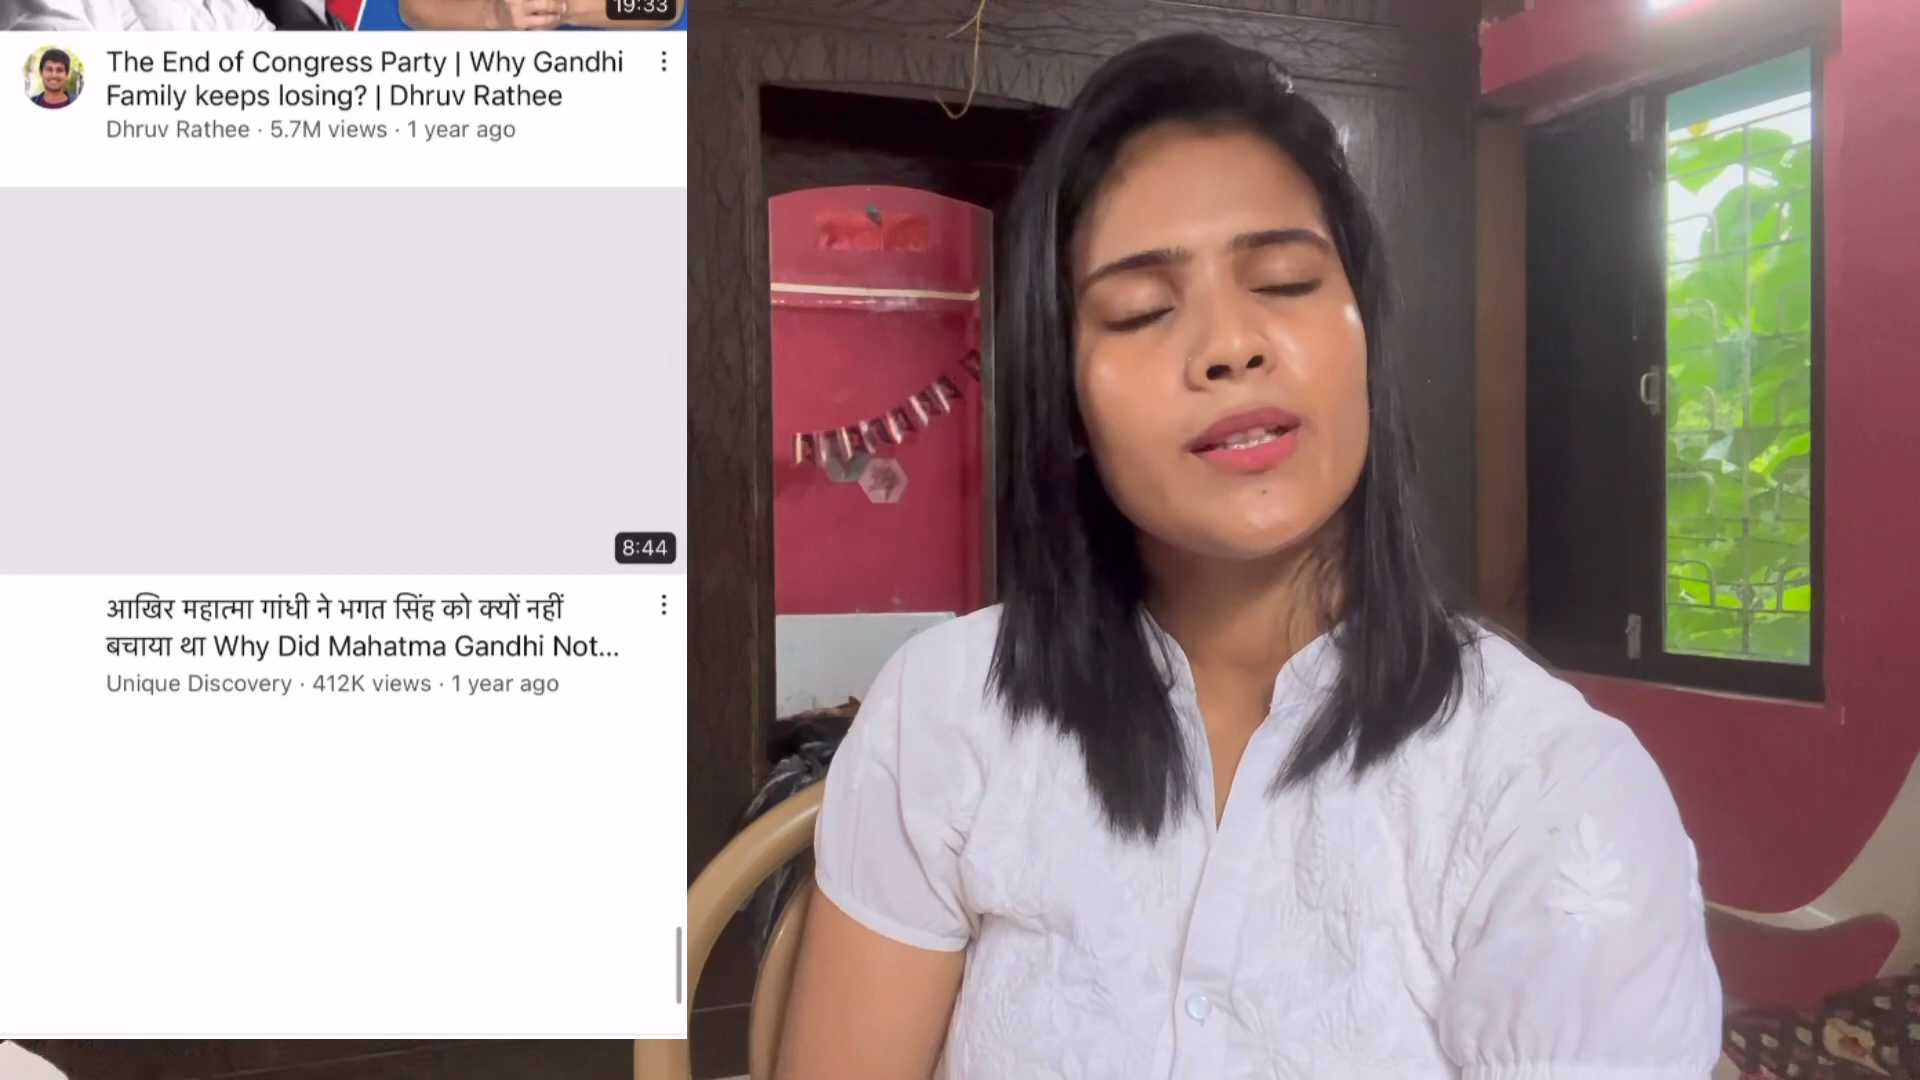 19:33
The End of Congress Party | Why Gandhi
Family keeps losing? | Dhruv Rathee
Dhruv Rathee · 5.7M views · 1 year ago
8:44
आखिर महात्मा गांधी ने भगत सिंह को क्यों नहीं
बचाया था Why Did Mahatma Gandhi Not...
Unique Discovery · 412K views · 1 year ago